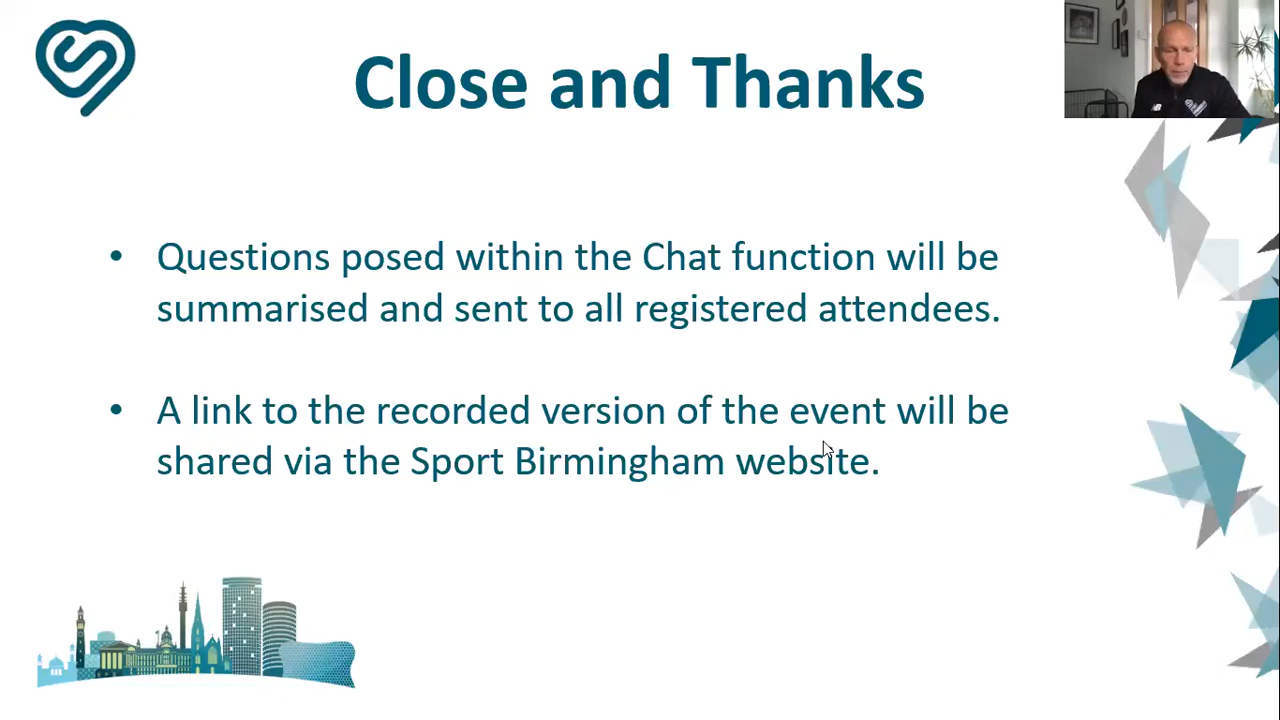 Close and Thanks
• Questions posed within the Chat function will be
summarised and sent to all registered attendees.
• A link to the recorded version of the event will be
shared via the Sport Birmingham website.